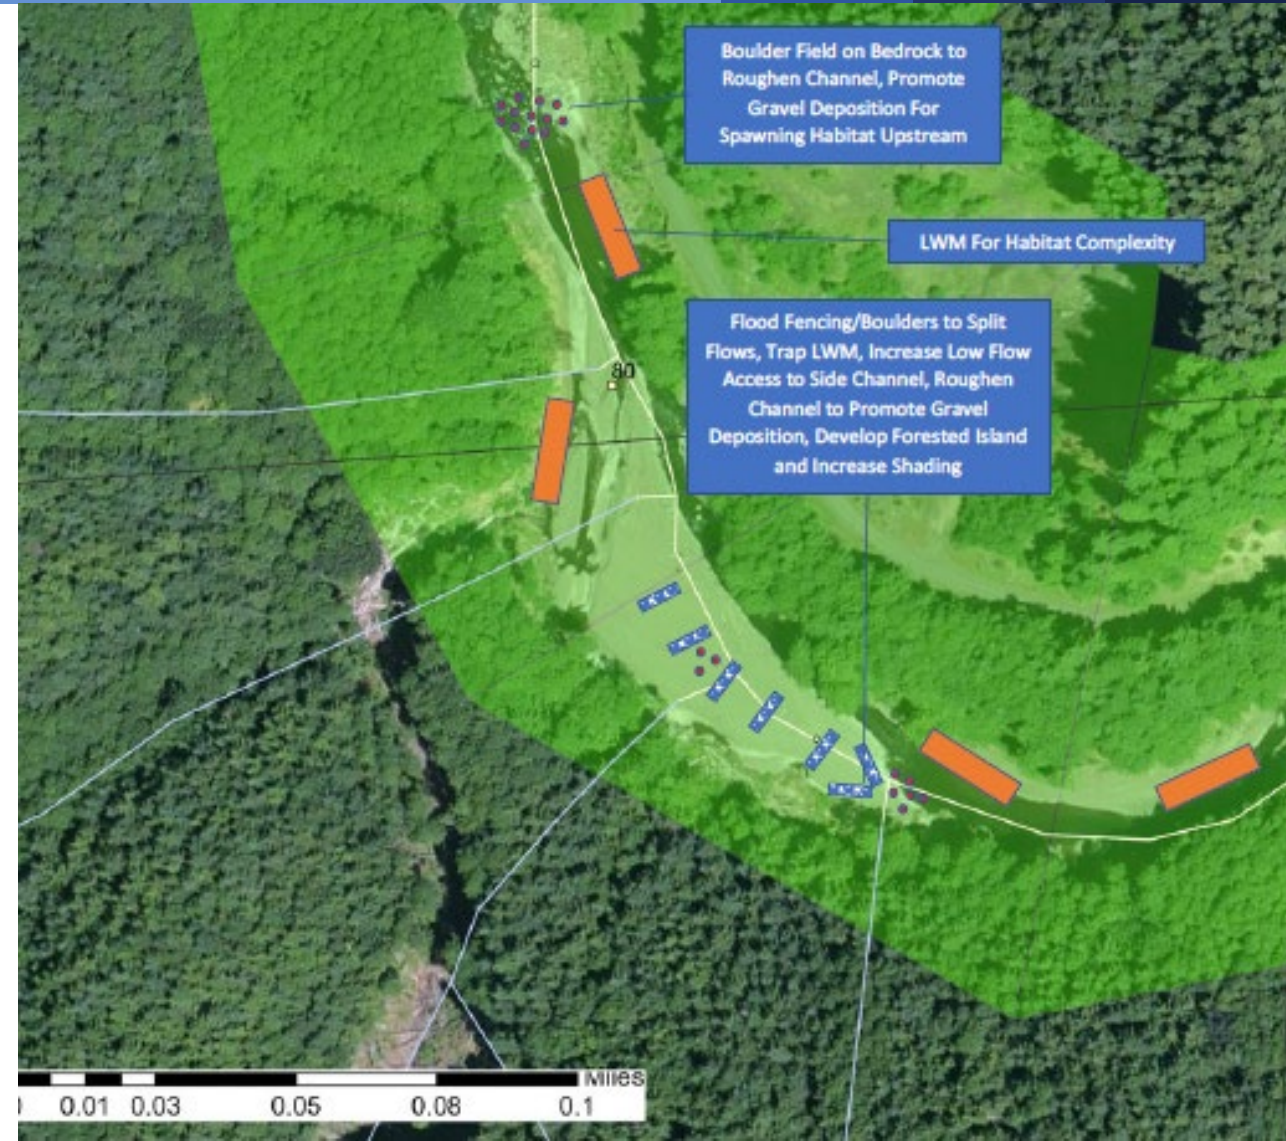 Boulder Field on Bedrock to
Roughen Channel, Promote
Gravel Deposition For
Spawning Habitat Upstream
LWM For Habitat Complexity
Flood Fencing/Boulders to Split
Flows, Trap LWM, Increase Low Flow
Access to Side Channel, Roughen
Channel to Promote Gravel
Deposition, Develop Forested Island
and Increase Shading
80
Miles
0.01 0.03 0.05 0.08 0.1